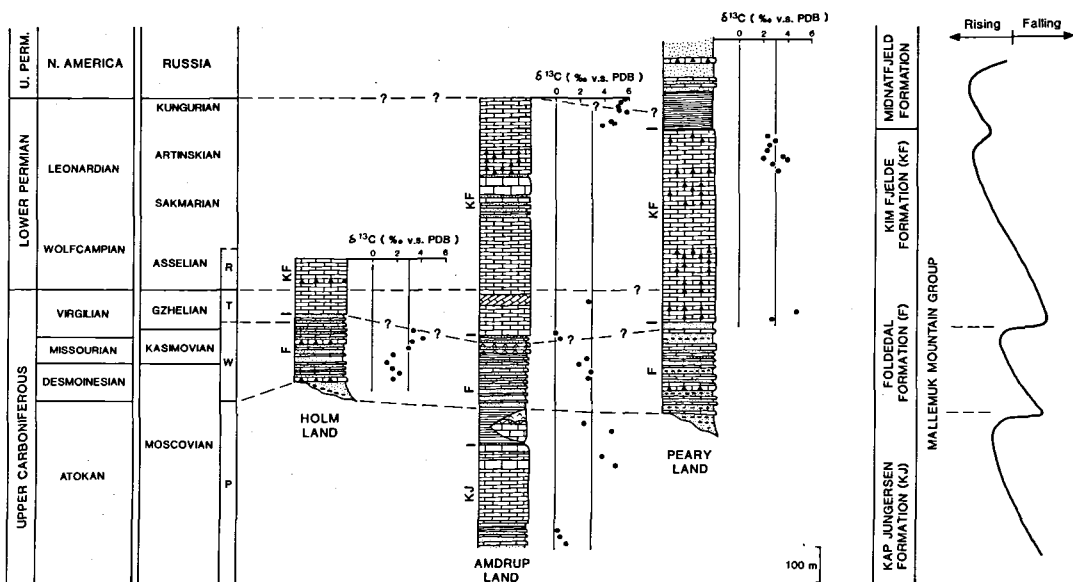 U. PERM.
LOWER PERMIAN
UPPER CARBONIFEROUS
N. AMERICA
LEONARDIAN
WOLFCAMPIAN
VIRGILIAN
MISSOURIAN
DESMOINESIAN
ATOKAN
RUSSIA
KUNGURIAN
ARTINSKIAN
SAKMARIAN
ASSELIAN
GZHELIAN
KASIMOVIAN
MOSCOVIAN
R
T
W
P
? ?
δ¹³C (‰ v.s. PDB)
0 2 4 6
KF
F
?
HOLM
LAND
δ¹³C (‰ v.s. PDB)
0 2 4 6
? ?
KF
F
KJ
?
? ?
AMDRUP
LAND
δ¹³C (‰ v.s. PDB)
0 2 4 6
KF
F
PEARY
LAND
100 m
MIDNATFJELD
FORMATION
KIM FJELDE
FORMATION (KF)
FOLDEDAL
FORMATION (F)
KAP JUNGERSEN
FORMATION (KJ)
MALLEMUK MOUNTAIN GROUP
Rising Falling